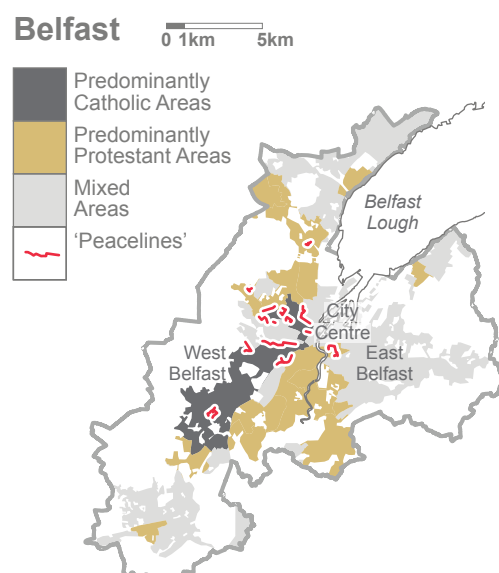 Belfast
0 1km 5km
Predominantly
Catholic Areas
Predominantly
Protestant Areas
Mixed
Areas
'Peacelines'
Belfast
Lough
City
Centre
West
Belfast
East
Belfast